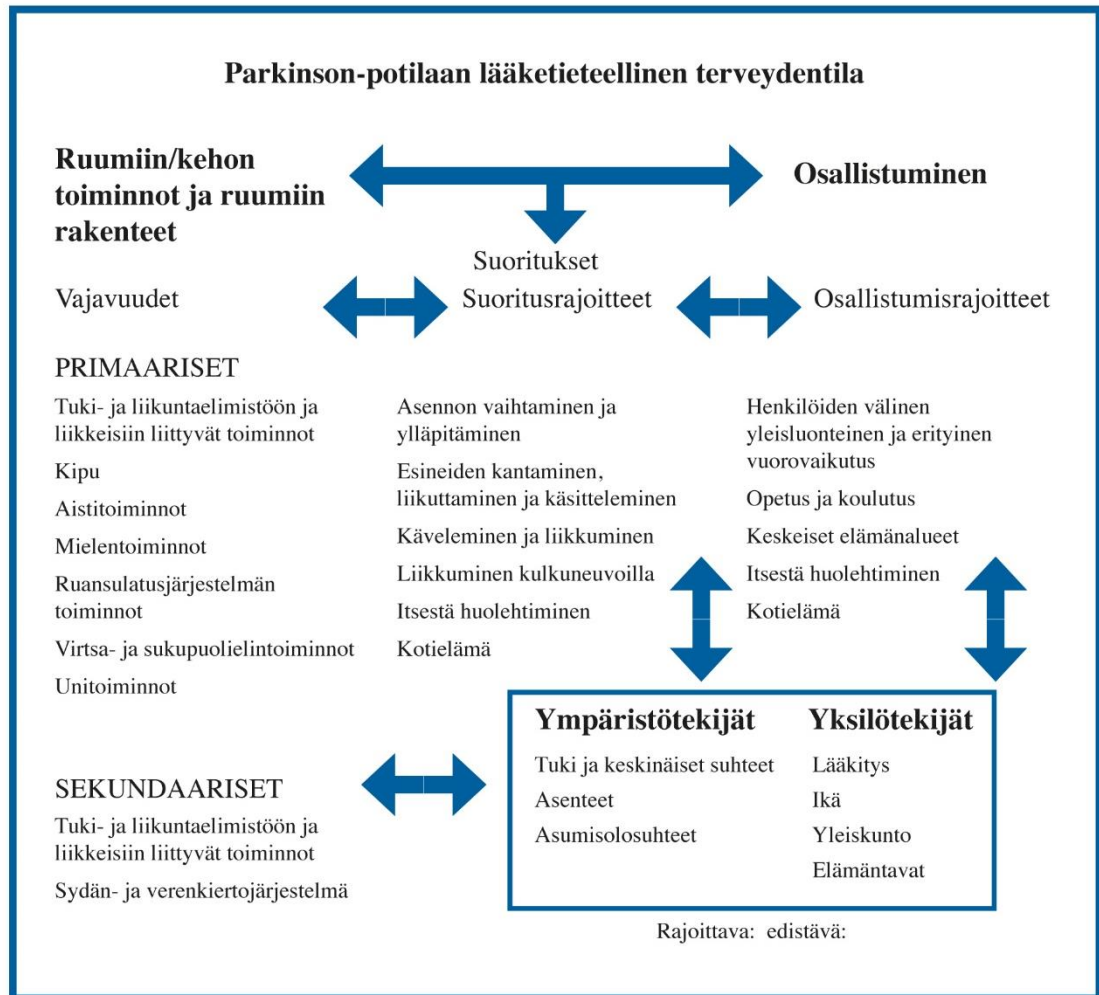 Parkinson-potilaan lääketieteellinen terveydentila
Ruumiin/kehon
toiminnot ja ruumiin
rakenteet
Osallistuminen
Suoritukset
Vajavuudet
Suoritusrajoitteet
Osallistumisrajoitteet
PRIMAARISET
Tuki- ja liikuntaelimistöön ja
liikkeisiin liittyvät toiminnot
Kipu
Aistitoiminnot
Mielentoiminnot
Ruansulatusjärjestelmän
toiminnot
Virtsa- ja sukupuolielintoiminnot
Unitoiminnot
Asennon vaihtaminen ja
ylläpitäminen
Esineiden kantaminen,
liikuttaminen ja käsitteleminen
Käveleminen ja liikkuminen
Liikkuminen kulkuneuvoilla
Itsestä huolehtiminen
Kotielämä
Henkilöiden välinen
yleisluonteinen ja erityinen
vuorovaikutus
Opetus ja koulutus
Keskeiset elämänalueet
Itsestä huolehtiminen
Kotielämä
SEKUNDAARISET
Tuki- ja liikuntaelimistöön ja
liikkeisiin liittyvät toiminnot
Sydän- ja verenkiertojärjestelmä
Ympäristötekijät
Tuki ja keskinäiset suhteet
Asenteet
Asumisolosuhteet
Yksilötekijät
Lääkitys
Ikä
Yleiskunto
Elämäntavat
Rajoittava: edistävä: